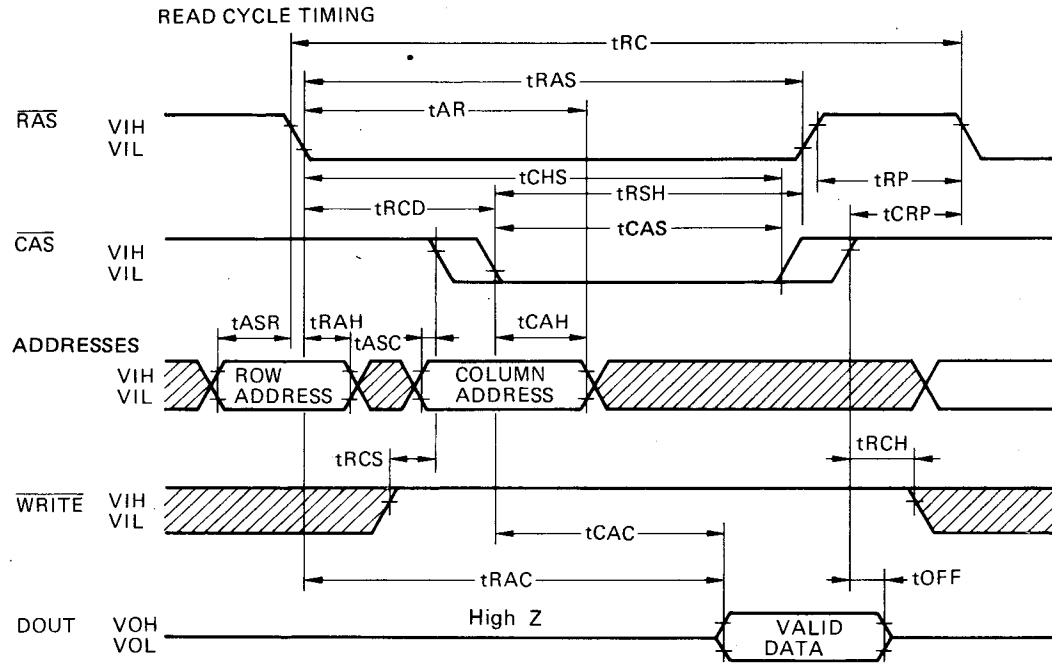 READ CYCLE TIMING
tRC
tRAS
tAR
RAS VIH
VIL
tCHS
tRSH
tRP
tRCD
tCRP
tCAS
CAS VIH
VIL
tASR tRAH tASC tCAH
ADDRESSES
VIH
VIL
ROW
ADDRESS
COLUMN
ADDRESS
tRCS
tRCH
WRITE VIH
VIL
tCAC
tRAC
tOFF
High Z
DOUT VOH
VOL
VALID
DATA